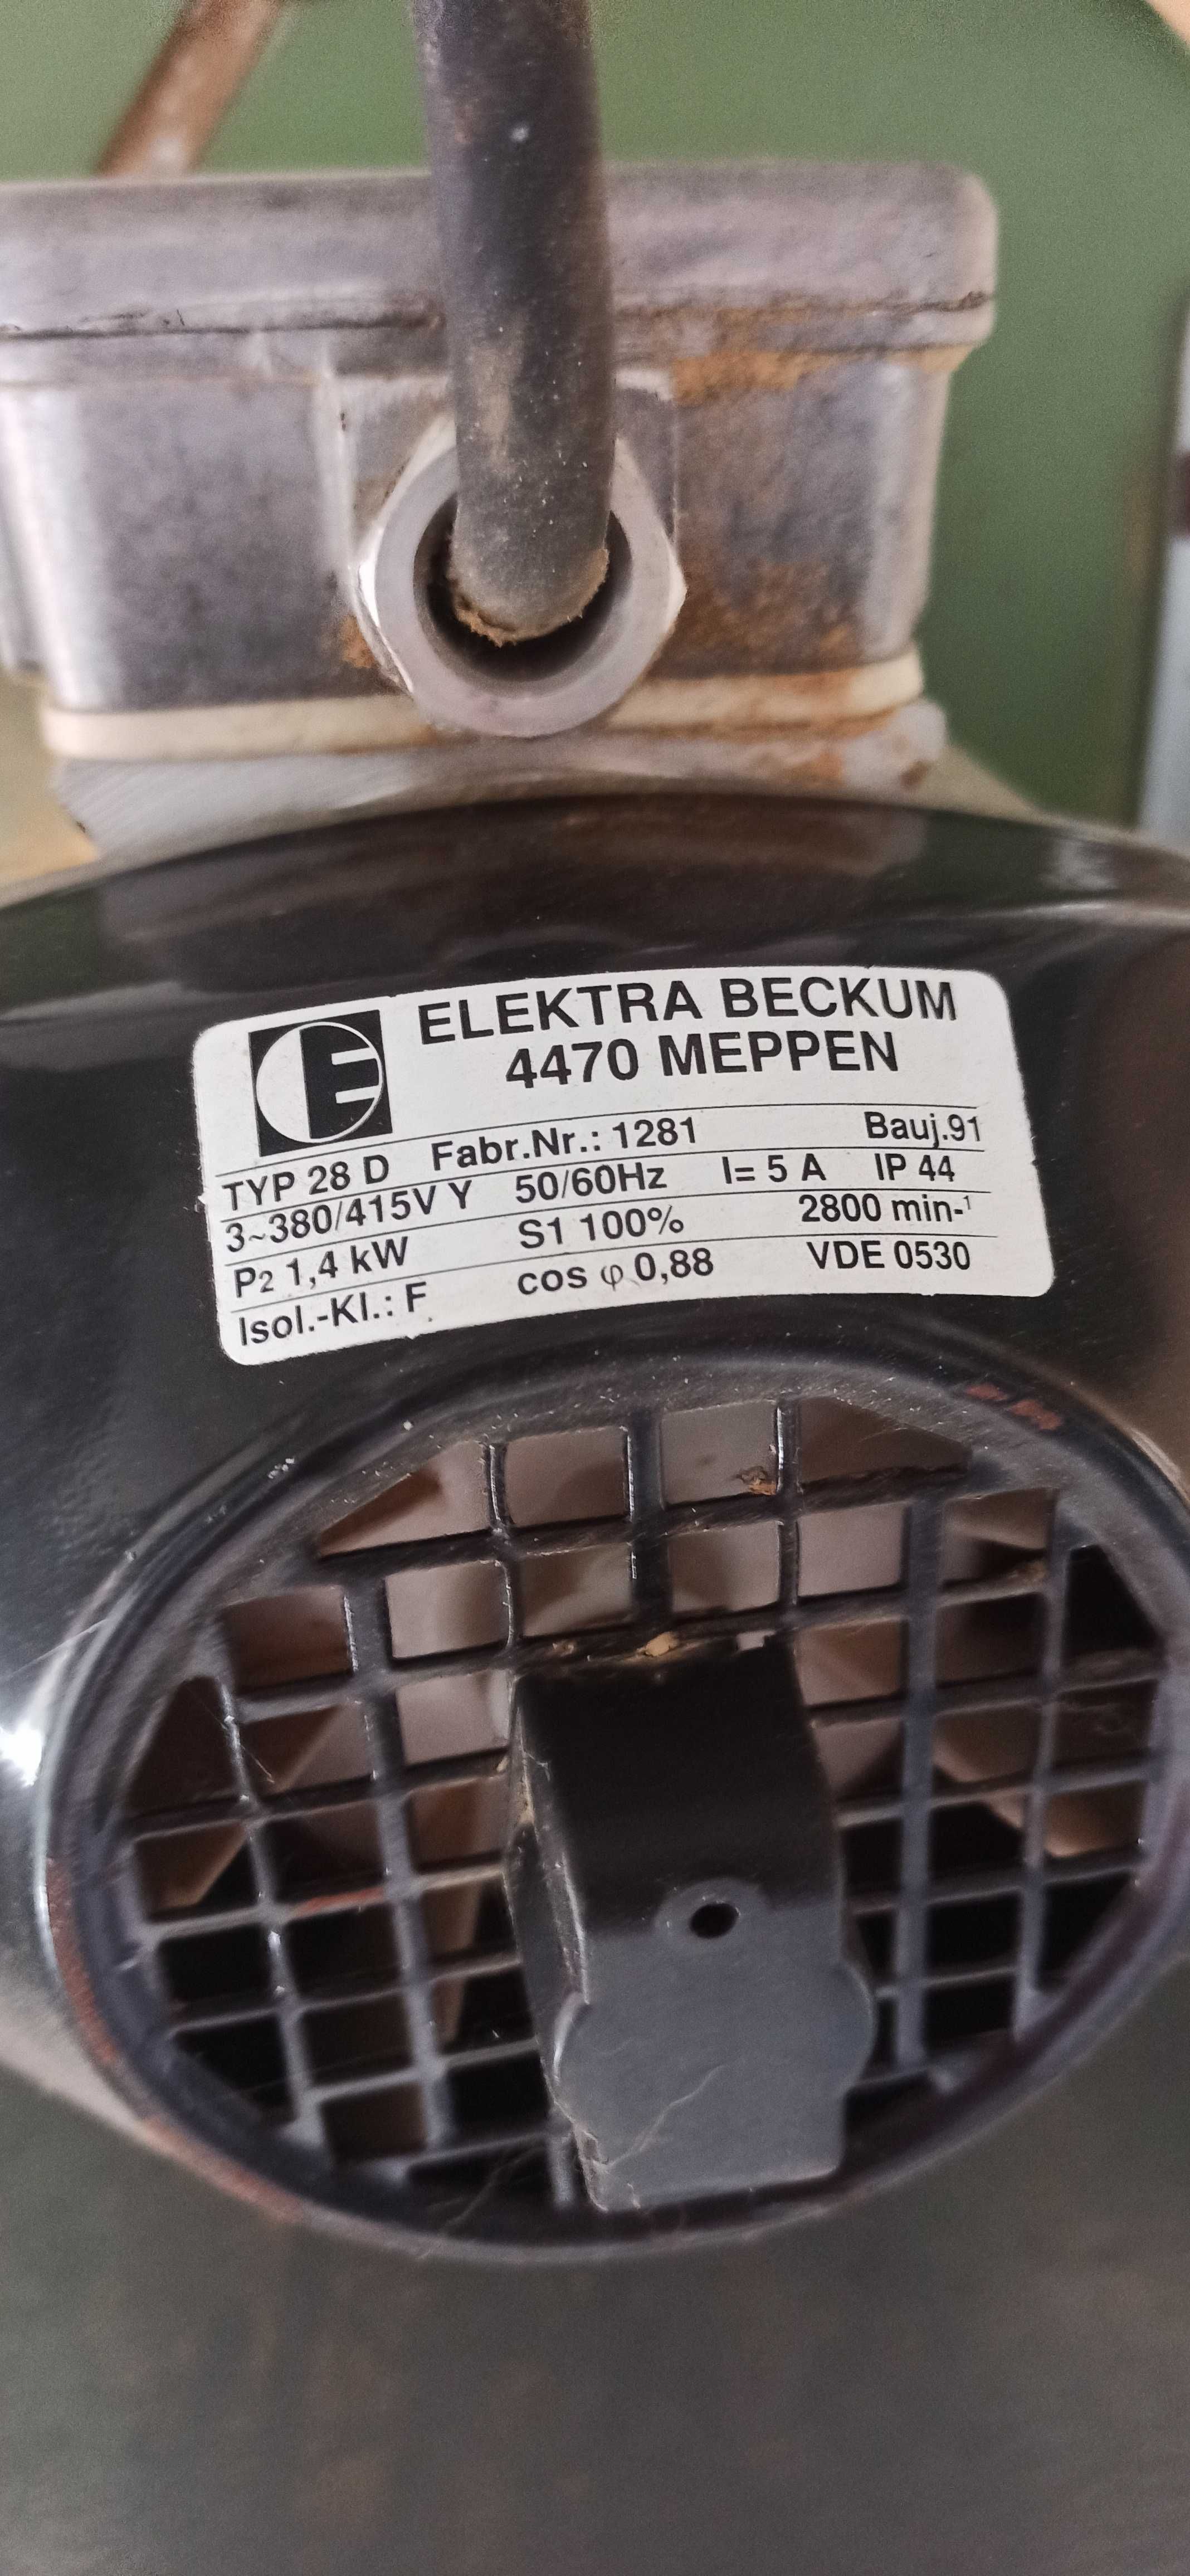 E ELEKTRA BECKUM
4470 MEPPEN
TYP 28 D Fabr.Nr.: 1281 Bauj.91
3~380/415V Y 50/60Hz I= 5 A IP 44
P2 1,4 kW S1 100% 2800 min-¹
Isol.-Kl.: F cos φ 0,88 VDE 0530